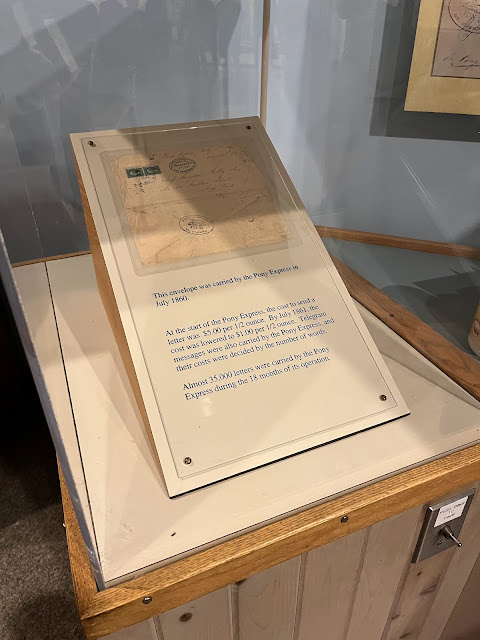 This envelope was carried by the Pony Express in
July 1860.
At the start of the Pony Express, the cost to send a
letter was $5.00 per 1/2 ounce. By July 1861, the
cost was lowered to $1.00 per 1/2 ounce. Telegram
messages were also carried by the Pony Express, and
their costs were decided by the number of words.
Almost 35,000 letters were carried by the Pony
Express during the 18 months of its operation.